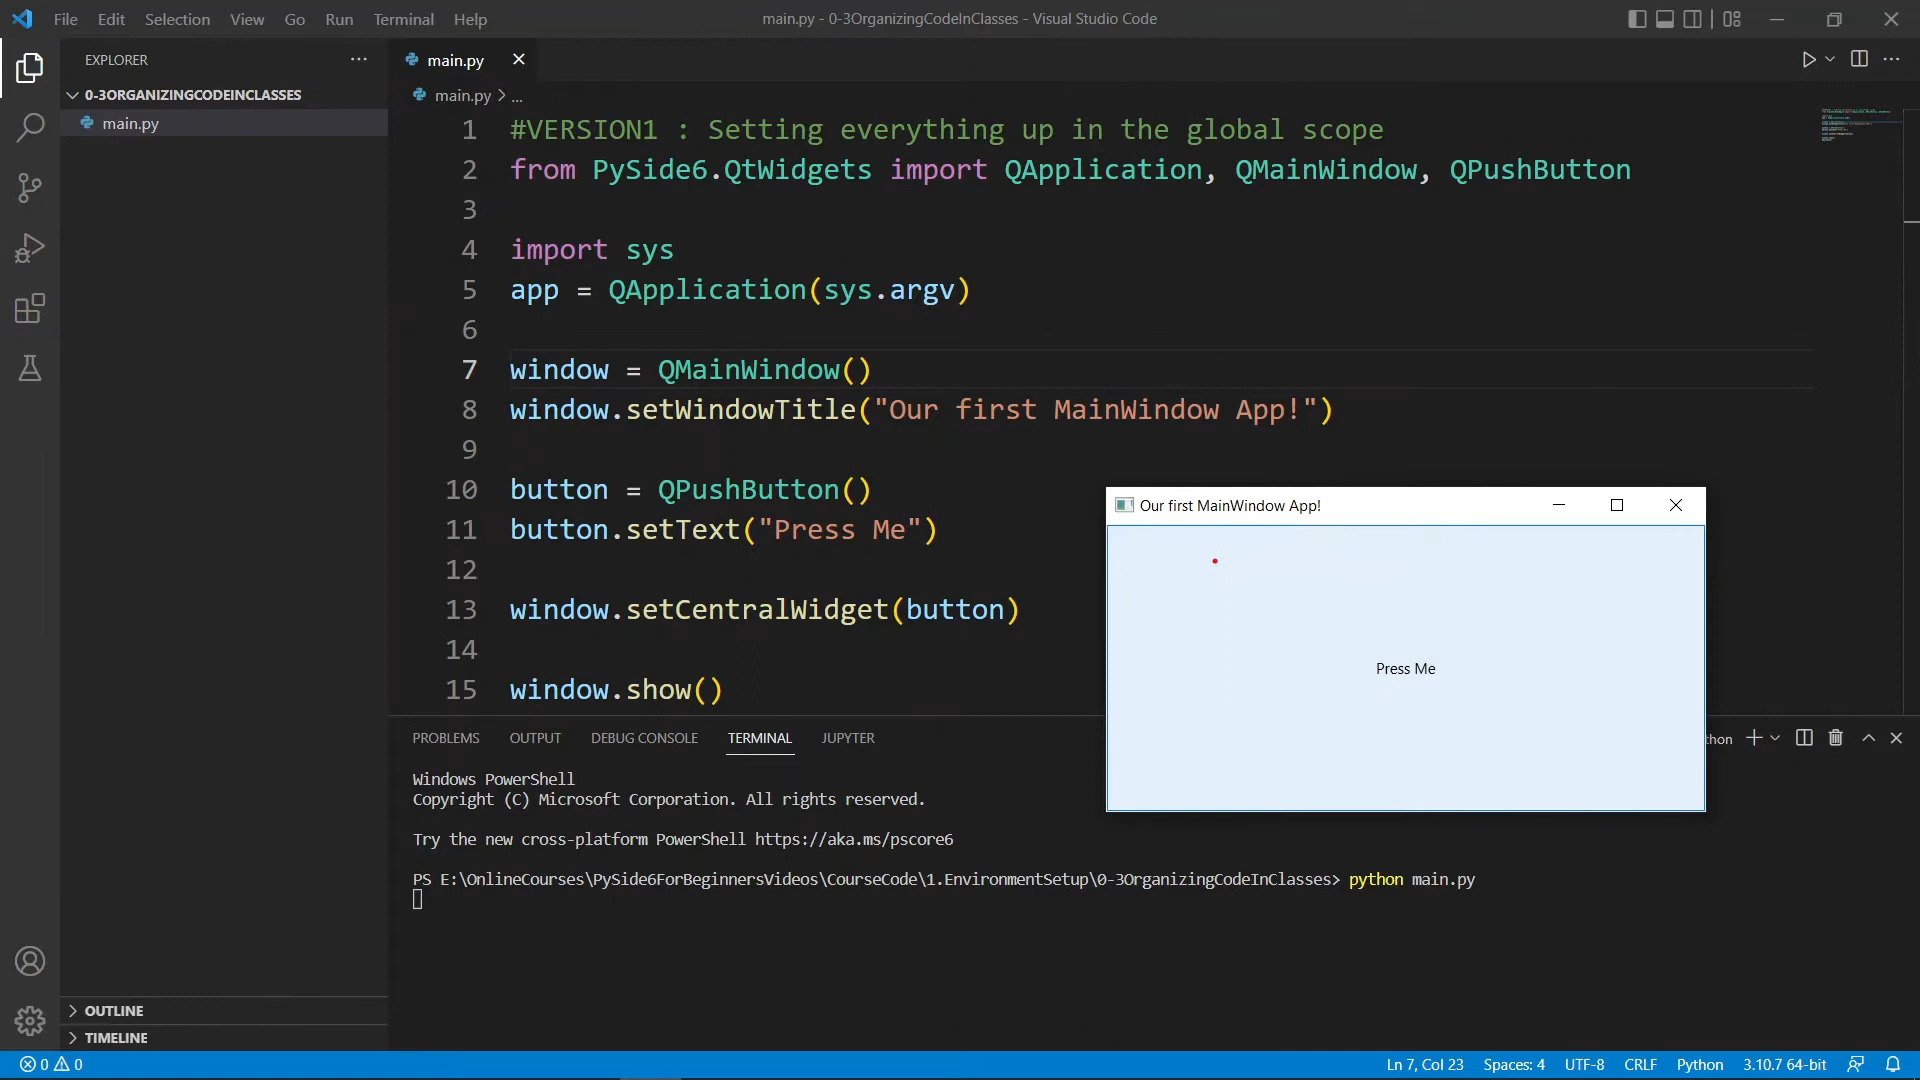 File Edit Selection View Go Run Terminal Help
main.py - 0-3OrganizingCodeInClasses - Visual Studio Code
EXPLORER
0-3ORGANIZINGCODEINCLASSES
main.py
main.py
main.py > ...
1 #VERSION1 : Setting everything up in the global scope
2 from PySide6.QtWidgets import QApplication, QMainWindow, QPushButton
3
4 import sys
5 app = QApplication(sys.argv)
6
7 window = QMainWindow()
8 window.setWindowTitle("Our first MainWindow App!")
9
10 button = QPushButton()
11 button.setText("Press Me")
12
13 window.setCentralWidget(button)
14
15 window.show()
Our first MainWindow App!
Press Me
PROBLEMS OUTPUT DEBUG CONSOLE TERMINAL JUPYTER
thon
Windows PowerShell
Copyright (C) Microsoft Corporation. All rights reserved.
Try the new cross-platform PowerShell https://aka.ms/pscore6
PS E:\OnlineCourses\PySide6ForBeginnersVideos\CourseCode\1.EnvironmentSetup\0-3OrganizingCodeInClasses> python main.py
OUTLINE
TIMELINE
0 0
Ln 7, Col 23 Spaces: 4 UTF-8 CRLF Python 3.10.7 64-bit